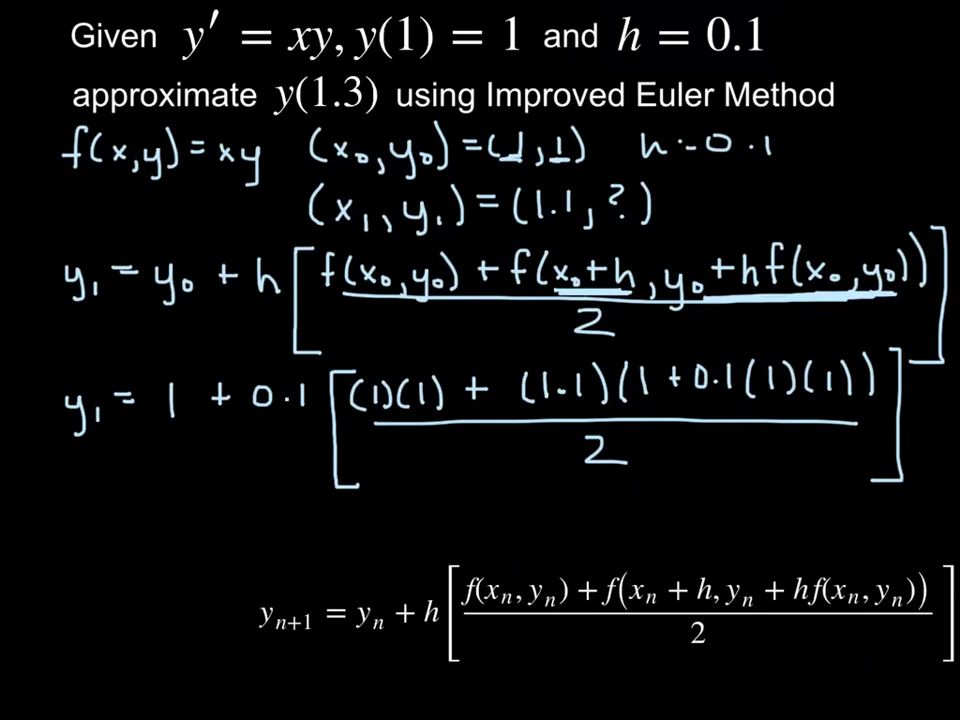 Given y′ = xy, y(1) = 1 and h = 0.1
approximate y(1.3) using Improved Euler Method
f(x,y) = xy (x₀,y₀) = (1,1) h = 0.1
(x₁,y₁) = (1.1, ?)
y₁ = y₀ + h [ f(x₀,y₀) + f(x₀+h, y₀+hf(x₀,y₀)) / 2 ]
y₁ = 1 + 0.1 [ (1)(1) + (1.1)(1+0.1(1)(1)) / 2 ]
yₙ₊₁ = yₙ + h [ f(xₙ, yₙ) + f(xₙ + h, yₙ + hf(xₙ, yₙ)) / 2 ]